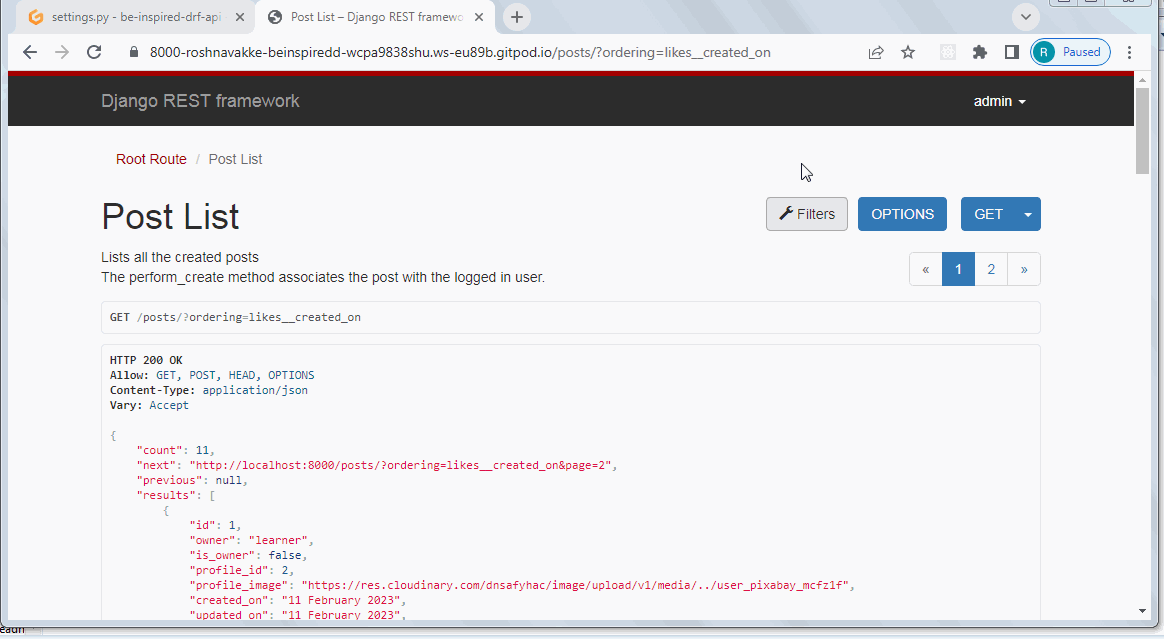 settings.py - be-inspired-drf-api
Post List – Django REST framewo
8000-roshnavakke-beinspiredd-wcpa9838shu.ws-eu89b.gitpod.io/posts/?ordering=likes__created_on
R Paused
Django REST framework
admin
Root Route / Post List
Post List
Filters
OPTIONS
GET
Lists all the created posts
The perform_create method associates the post with the logged in user.
« 1 2 »
GET /posts/?ordering=likes__created_on
HTTP 200 OK
Allow: GET, POST, HEAD, OPTIONS
Content-Type: application/json
Vary: Accept
{
"count": 11,
"next": "http://localhost:8000/posts/?ordering=likes__created_on&page=2",
"previous": null,
"results": [
{
"id": 1,
"owner": "learner",
"is_owner": false,
"profile_id": 2,
"profile_image": "https://res.cloudinary.com/dnsafyhac/image/upload/v1/media/../user_pixabay_mcfz1f",
"created_on": "11 February 2023",
"updated_on": "11 February 2023",